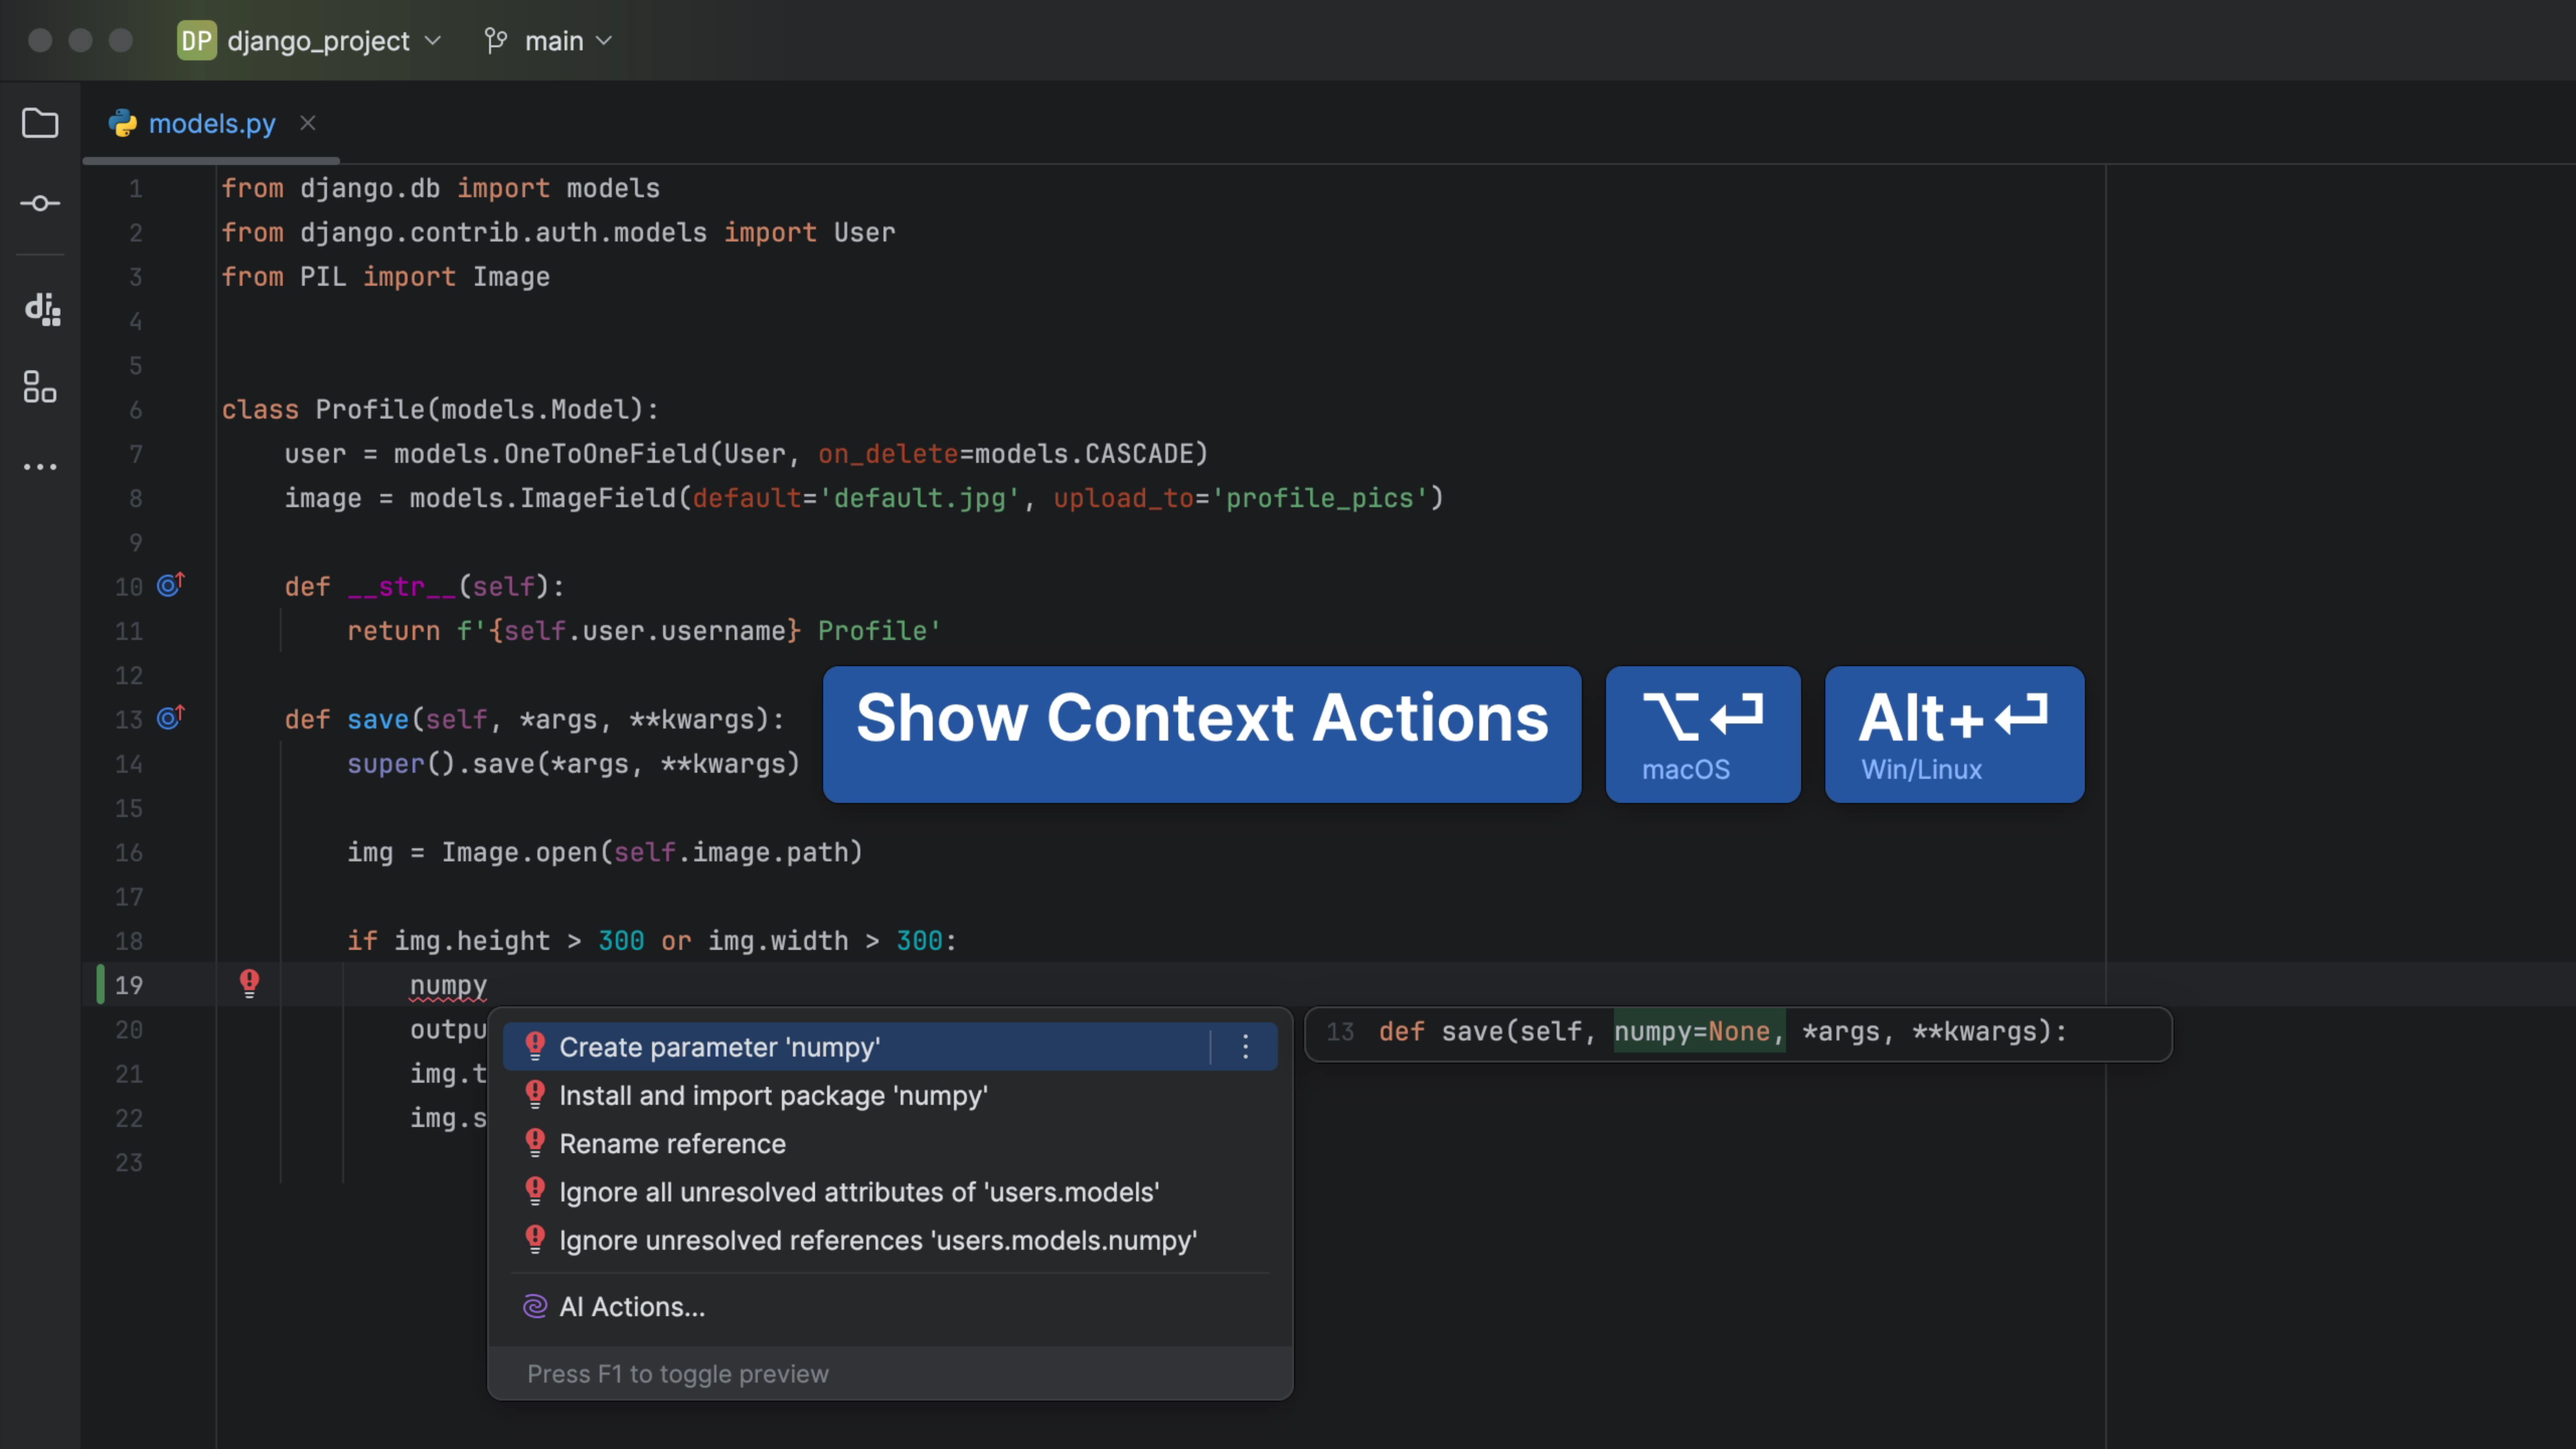 DP django_project main
models.py
1 from django.db import models
2 from django.contrib.auth.models import User
3 from PIL import Image
4
5
6 class Profile(models.Model):
7 user = models.OneToOneField(User, on_delete=models.CASCADE)
8 image = models.ImageField(default='default.jpg', upload_to='profile_pics')
9
10 def __str__(self):
11 return f'{self.user.username} Profile'
12
13 def save(self, *args, **kwargs):
14 super().save(*args, **kwargs)
Show Context Actions
⌥⏎
macOS
Alt+⏎
Win/Linux
15
16 img = Image.open(self.image.path)
17
18 if img.height > 300 or img.width > 300:
19 numpy
20 outpu
21 img.t
22 img.s
23
Create parameter 'numpy'
Install and import package 'numpy'
Rename reference
Ignore all unresolved attributes of 'users.models'
Ignore unresolved references 'users.models.numpy'
AI Actions...
Press F1 to toggle preview
13 def save(self, numpy=None, *args, **kwargs):